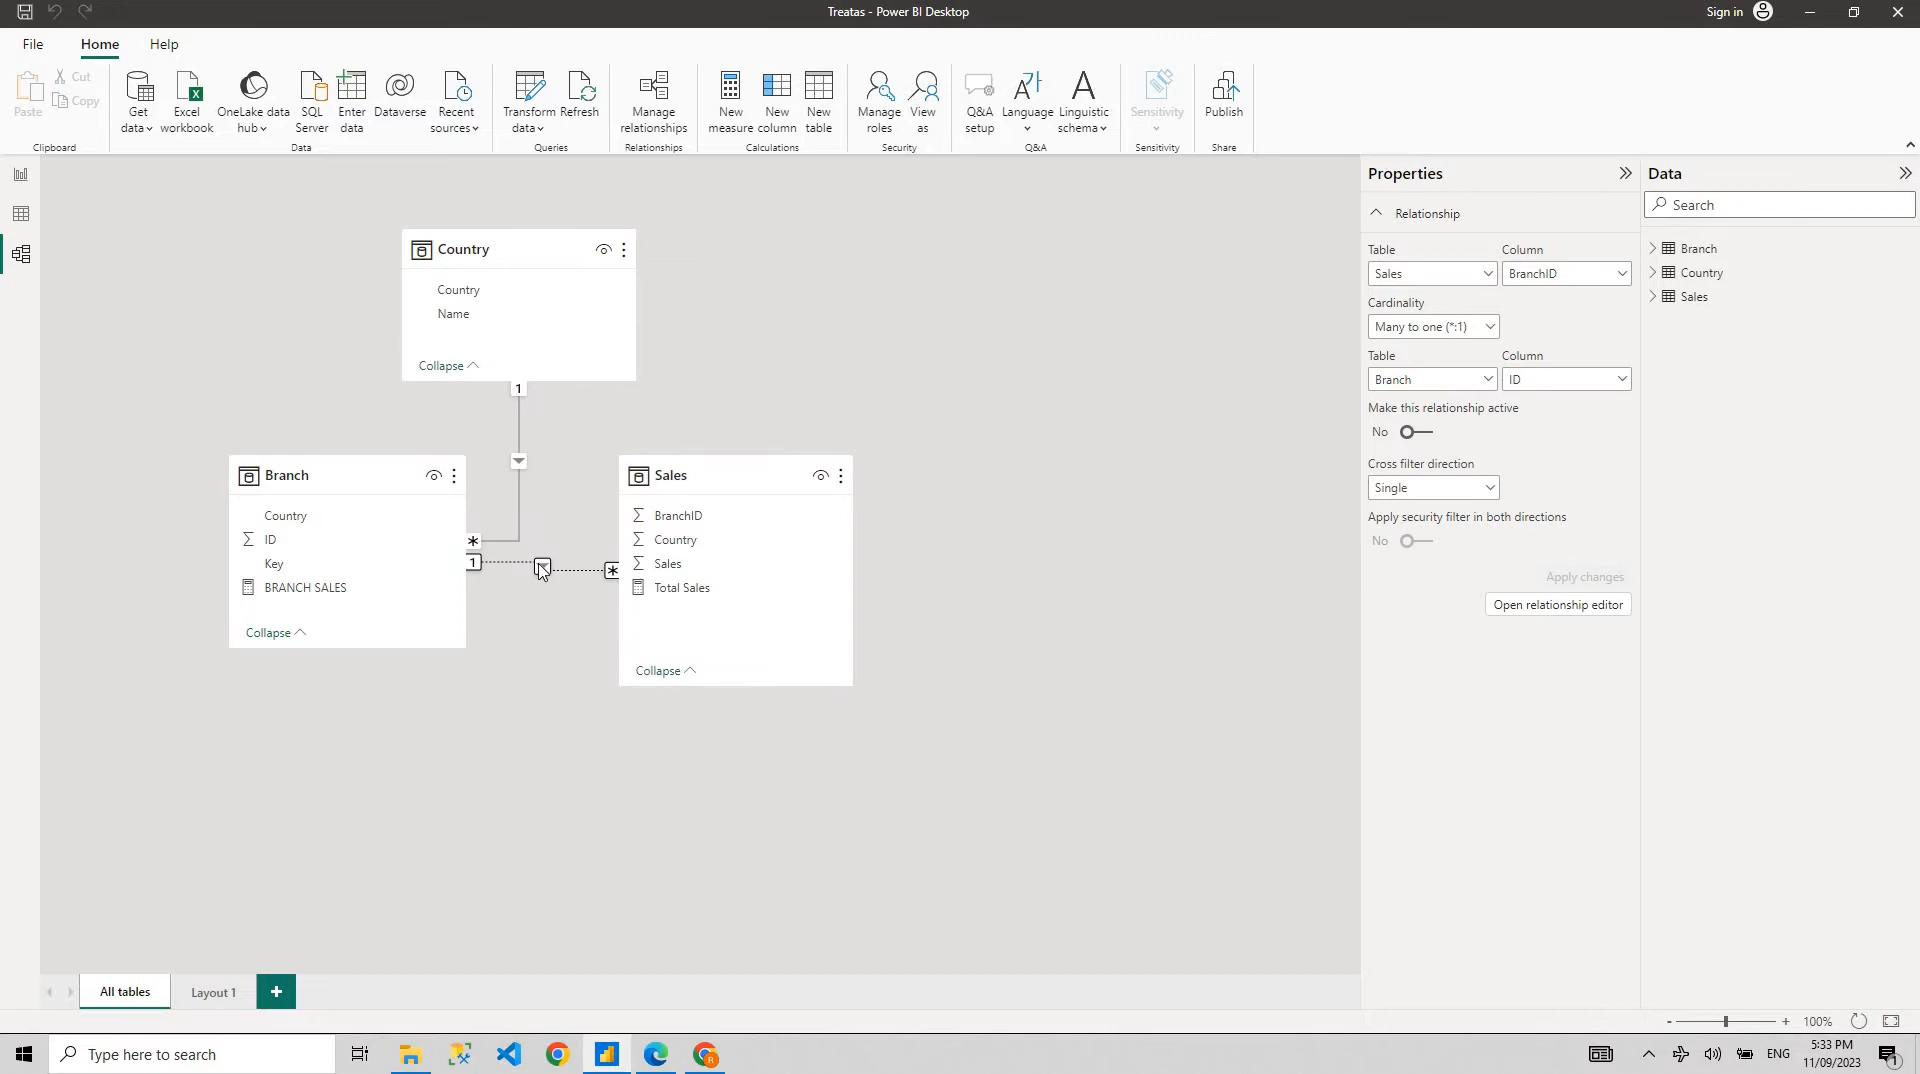 Treatas - Power BI Desktop
Sign in
File
Home
Help
Paste
Cut
Copy
Get data
Excel workbook
OneLake data hub
SQL Server
Enter data
Dataverse
Recent sources
Transform data
Refresh
Manage relationships
New measure
New column
New table
Manage roles
View as
Q&A setup
Language
Linguistic schema
Sensitivity
Publish
Clipboard
Data
Queries
Relationships
Calculations
Security
Q&A
Sensitivity
Share
Country
Country
Name
Collapse
1
Branch
Country
ID
Key
BRANCH SALES
Collapse
*
1
*
Sales
BranchID
Country
Sales
Total Sales
Collapse
Properties
Relationship
Table Column
Sales BranchID
Cardinality
Many to one (*:1)
Table Column
Branch ID
Make this relationship active
No
Cross filter direction
Single
Apply security filter in both directions
No
Apply changes
Open relationship editor
Data
Search
Branch
Country
Sales
All tables
Layout 1
+
- + 100%
Type here to search
ENG
5:33 PM
11/09/2023
1